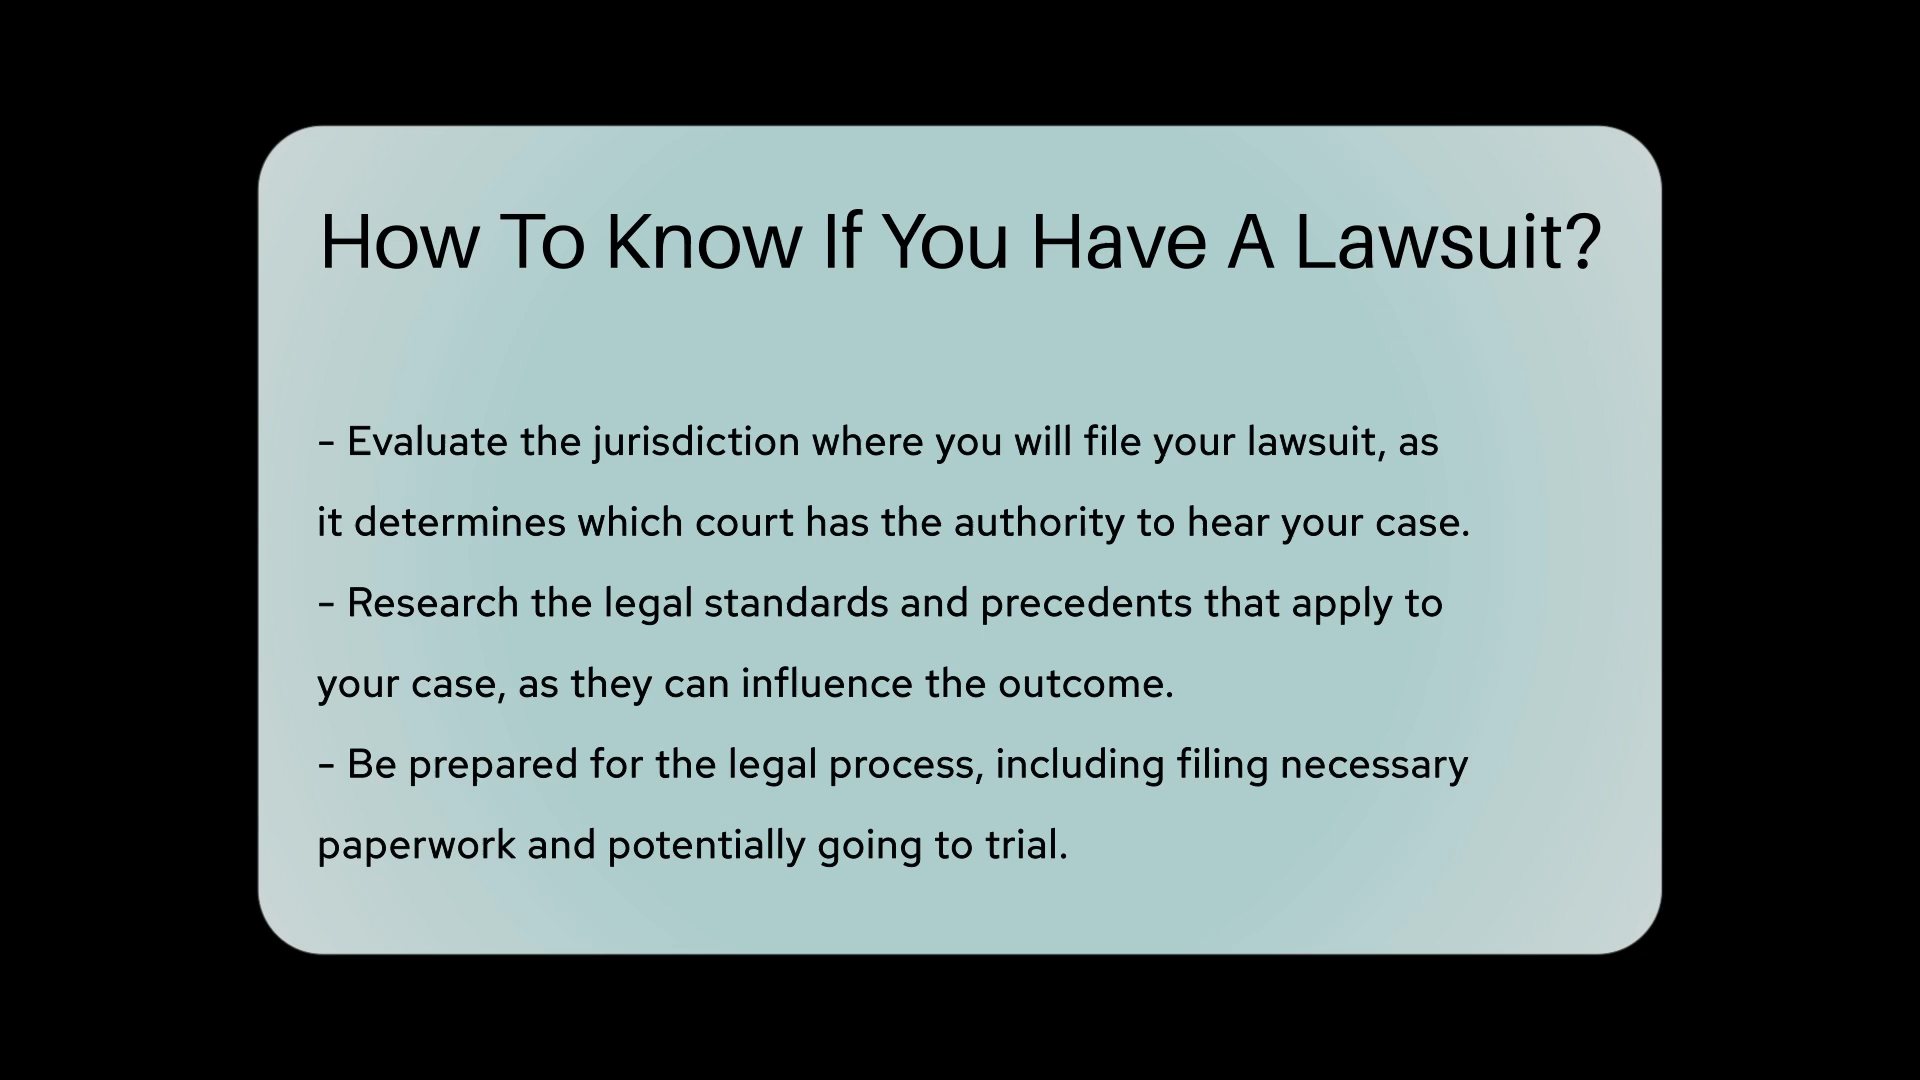 How To Know If You Have A Lawsuit?
- Evaluate the jurisdiction where you will file your lawsuit, as
it determines which court has the authority to hear your case.
- Research the legal standards and precedents that apply to
your case, as they can influence the outcome.
- Be prepared for the legal process, including filing necessary
paperwork and potentially going to trial.